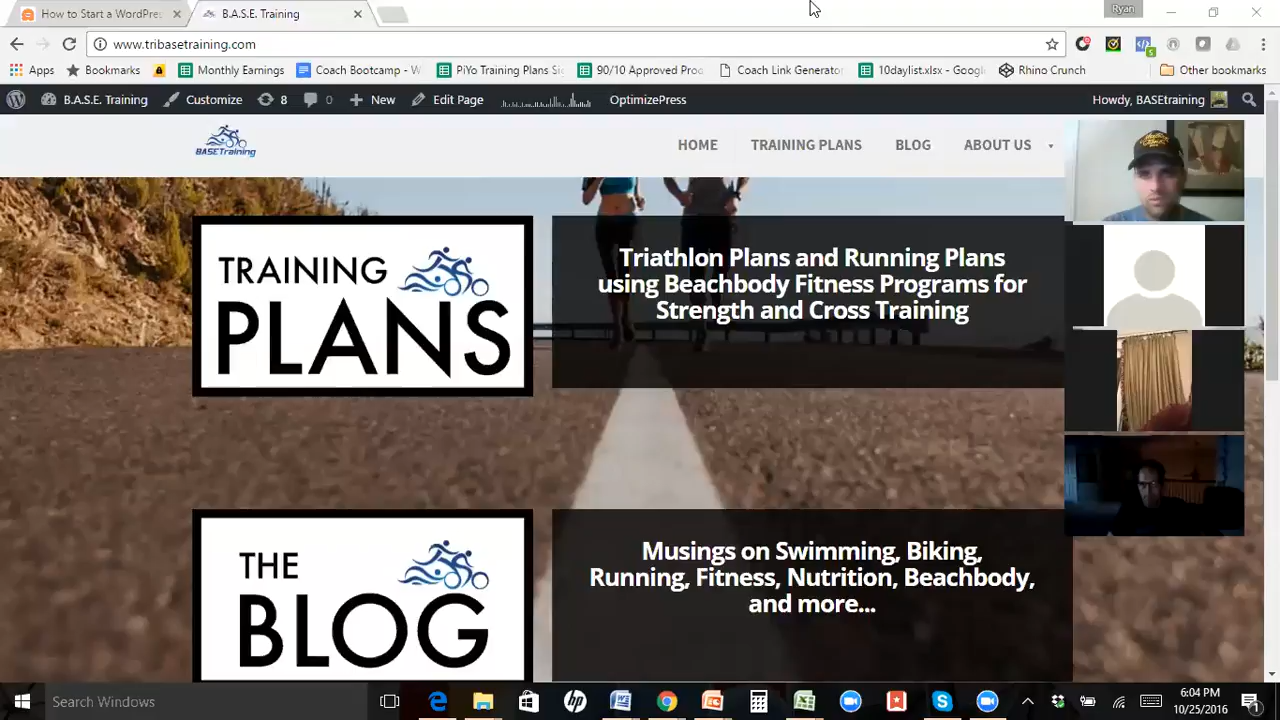 How to Start a WordPre
B.A.S.E. Training
Ryan
www.tribasetraining.com
Apps
Bookmarks
Monthly Earnings
Coach Bootcamp - W
PiYo Training Plans Si
90/10 Approved Pro
Coach Link Generator
10daylist.xlsx - Googl
Rhino Crunch
Other bookmarks
B.A.S.E. Training
Customize
8
0
New
Edit Page
OptimizePress
Howdy, BASEtraining
BASETraining
HOME
TRAINING PLANS
BLOG
ABOUT US
TRAINING
PLANS
Triathlon Plans and Running Plans
using Beachbody Fitness Programs for
Strength and Cross Training
THE
BLOG
Musings on Swimming, Biking,
Running, Fitness, Nutrition, Beachbody,
and more...
Search Windows
6:04 PM
10/25/2016